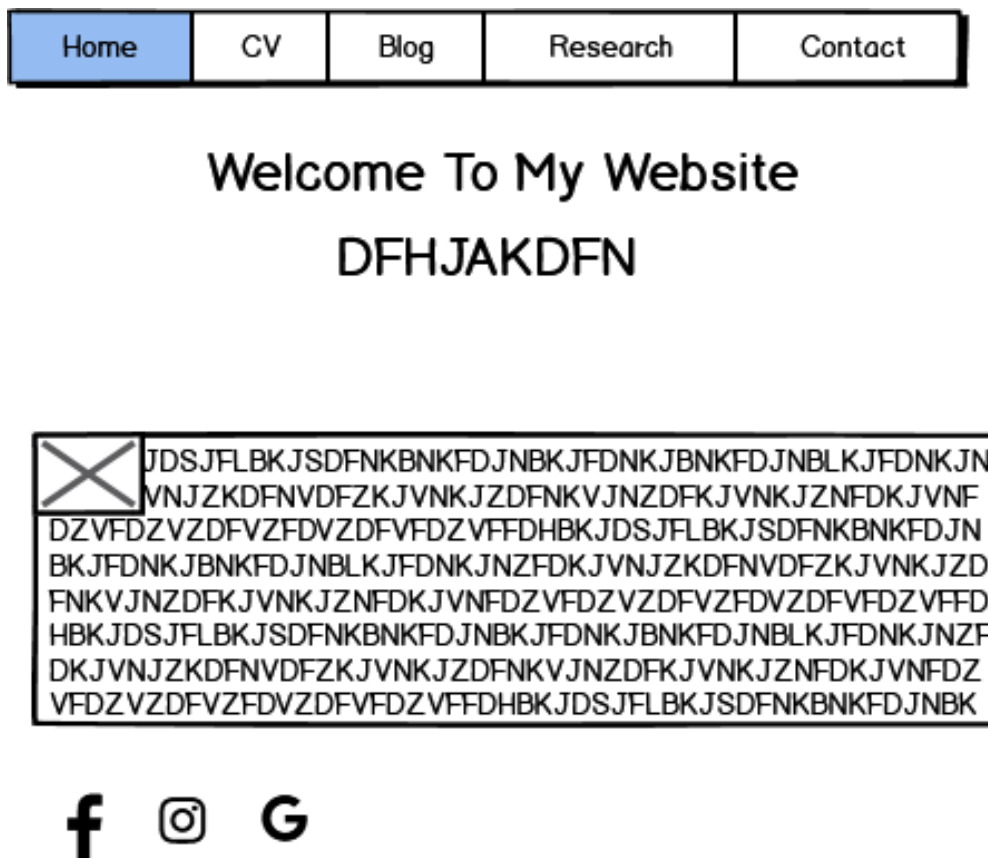 Home CV Blog Research Contact
Welcome To My Website
DFHJAKDFN
JDSJFLBKJSDFNKBNKFDJNBKJFDNKJBNKFDJNBLKJFDNKJN
VNJZKDFNVDFZKJVNKJZDFNKVJNZDFKJVNKJZNFDKJVNF
DZVFDZVZDFVZFDVZDFVFDZVFFDHBKJDSJFLBKJSDFNKBNKFDJN
BKJFDNKJBNKFDJNBLKJFDNKJNZFDKJVNJZKDFNVDFZKJVNKJZD
FNKVJNZDFKJVNKJZNFDKJVNFDZVFDZVZDFVZFDVZDFVFDZVFFD
HBKJDSJFLBKJSDFNKBNKFDJNBKJFDNKJBNKFDJNBLKJFDNKJNZF
DKJVNJZKDFNVDFZKJVNKJZDFNKVJNZDFKJVNKJZNFDKJVNFDZ
VFDZVZDFVZFDVZDFVFDZVFFDHBKJDSJFLBKJSDFNKBNKFDJNBK